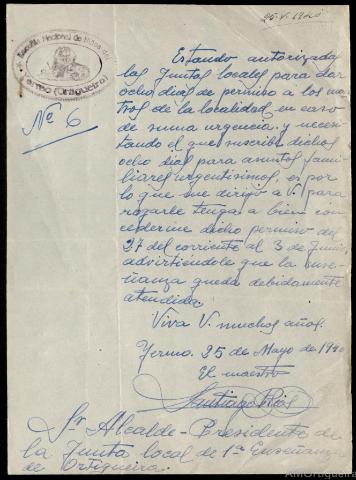 25-V-1940
Escuela Nacional de Niños
Yermo (Ortigueira)
Nº 6
Estando autorizadas
las Juntas locales para dar
ocho días de permiso a los maes-
tros de la localidad en caso
de suma urgencia y necesi-
tando el que suscribe dichos
ocho días para asuntos fami-
liares urgentísimos, es por
lo que me dirijo a V. para
rogarle tenga a bien con-
cederme dicho permiso del
27 del corriente al 3 de Junio,
advirtiéndole que la ense-
ñanza queda debidamente
atendida.
Viva V. muchos años.
Yermo, 25 de Mayo de 1940
El maestro
Santiago
Sr Alcalde-Presidente de
la Junta local de 1ª Enseñanza
de Ortigueira.
AMOrtigueira